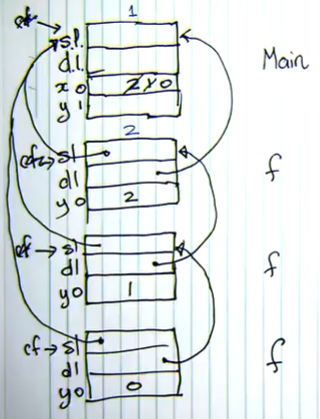 1
s.l.
d.l. Main
x 0 2 1 0
y 1
2
cf → sl
dl f
y 0 2
cf → sl
dl f
y 0 1
cf → sl
dl f
y 0 0